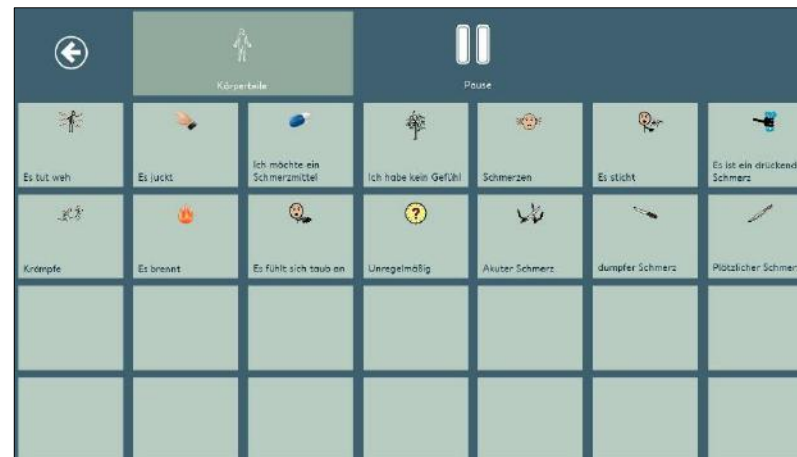 Körperteile
Pause
Es tut weh
Es juckt
Ich möchte ein
Schmerzmittel
Ich habe kein Gefühl
Schmerzen
Es sticht
Es ist ein drückend
Schmerz
Krämpfe
Es brennt
Es fühlt sich taub an
?
Unregelmäßig
Akuter Schmerz
dumpfer Schmerz
Plötzlicher Schmer